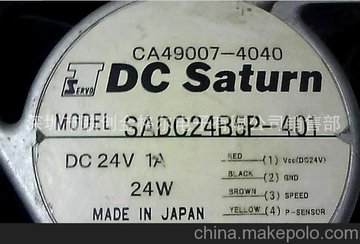 CA49007-4040
SERVO DC Saturn
MODEL SADC24B5P-401
DC 24V 1A
24W
MADE IN JAPAN
RED (1) Vcc(DC24V)
BLACK (2) GND
BROWN (3) SPEED
YELLOW (4) P-SENSOR
china.makepolo.com